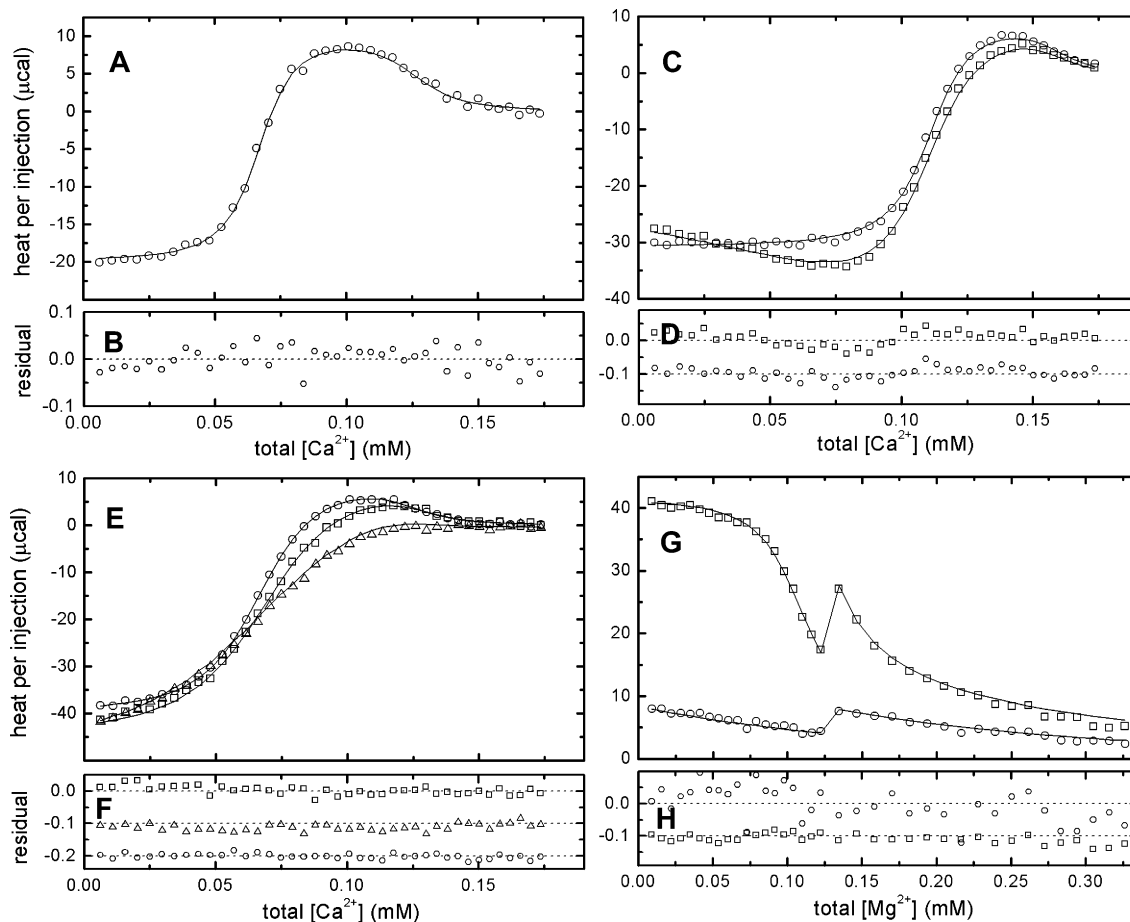 A
heat per injection (μcal)
10
5
0
-5
-10
-15
-20
B
residual
0.1
0.0
-0.1
0.00 0.05 0.10 0.15
total [Ca²⁺] (mM)
C
10
0
-10
-20
-30
-40
D
0.0
-0.1
0.00 0.05 0.10 0.15
total [Ca²⁺] (mM)
E
heat per injection (μcal)
10
0
-10
-20
-30
-40
F
residual
0.0
-0.1
-0.2
0.00 0.05 0.10 0.15
total [Ca²⁺] (mM)
G
40
30
20
10
0
H
0.0
-0.1
0.00 0.05 0.10 0.15 0.20 0.25 0.30
total [Mg²⁺] (mM)